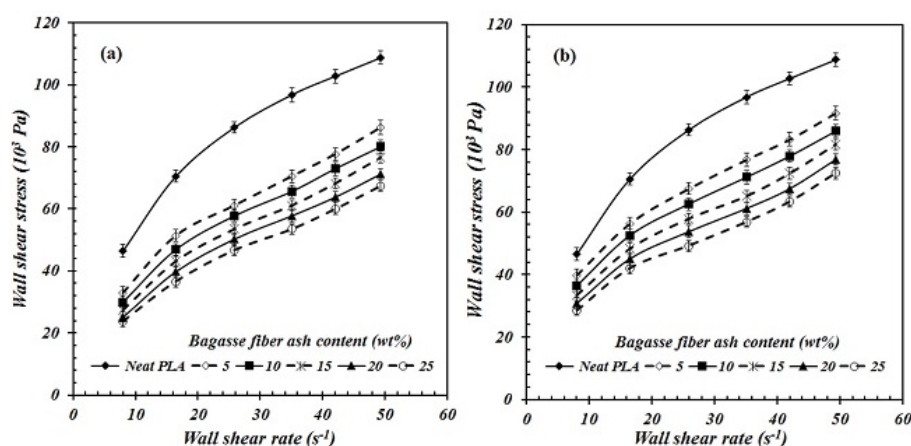 120
100
80
60
40
20
0
(a)
Wall shear stress (10³ Pa)
Bagasse fiber ash content (wt%)
Neat PLA 5 10 15 20 25
0 10 20 30 40 50 60
Wall shear rate (s⁻¹)
120
100
80
60
40
20
0
(b)
Wall shear stress (10³ Pa)
Bagasse fiber ash content (wt%)
Neat PLA 5 10 15 20 25
0 10 20 30 40 50 60
Wall shear rate (s⁻¹)